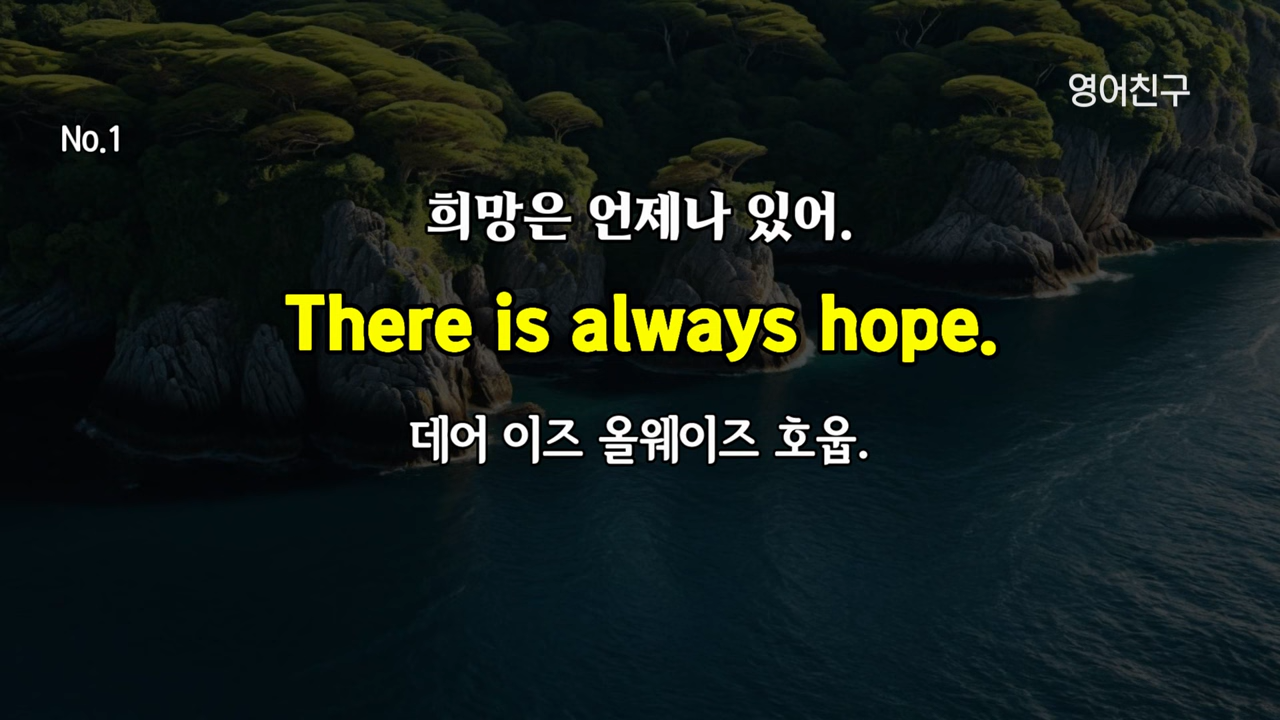 영어친구
No.1
희망은 언제나 있어.
There is always hope.
데어 이즈 올웨이즈 호웁.